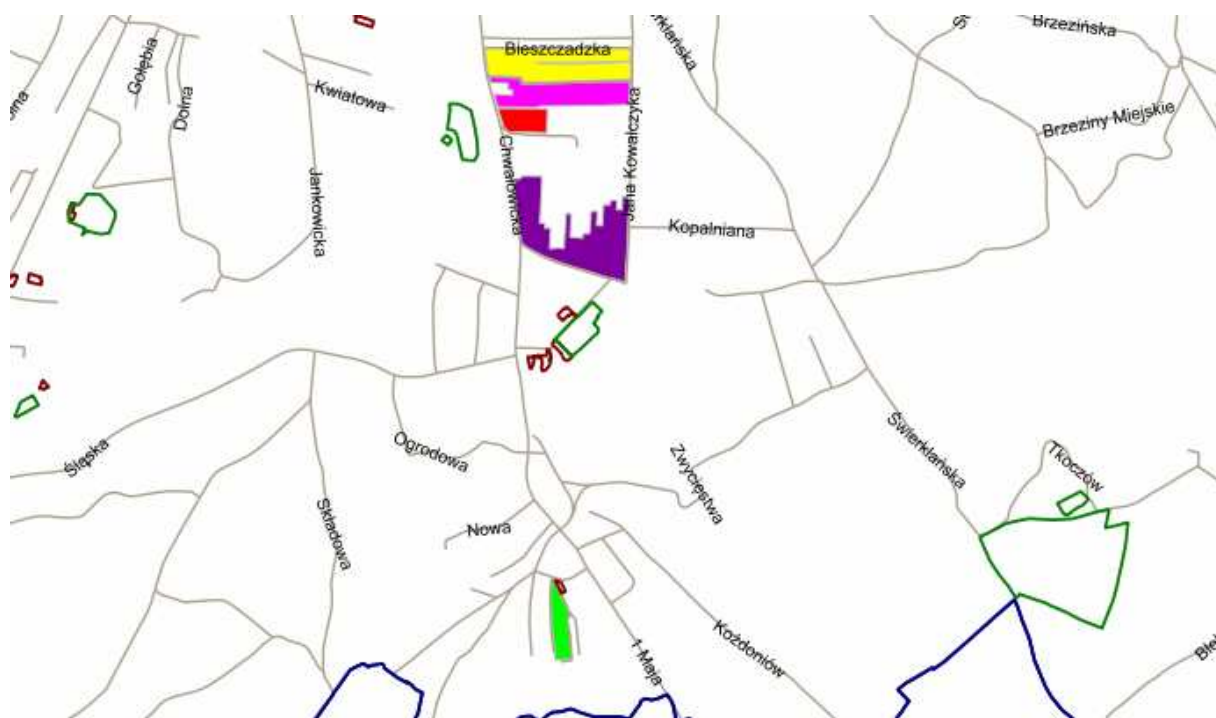 Brzezińska
Bieszczadzka
Gołębia
Kwiatowa
Dolna
Brzeziny Miejskie
Jana Kowalczyka
Chwałowicka
Jankowicka
Kopalniana
Śląska
Ogrodowa
Zwycięstwa
Świerklańska
Tkoczów
Składowa
Nowa
Kożdoniów
1 Maja